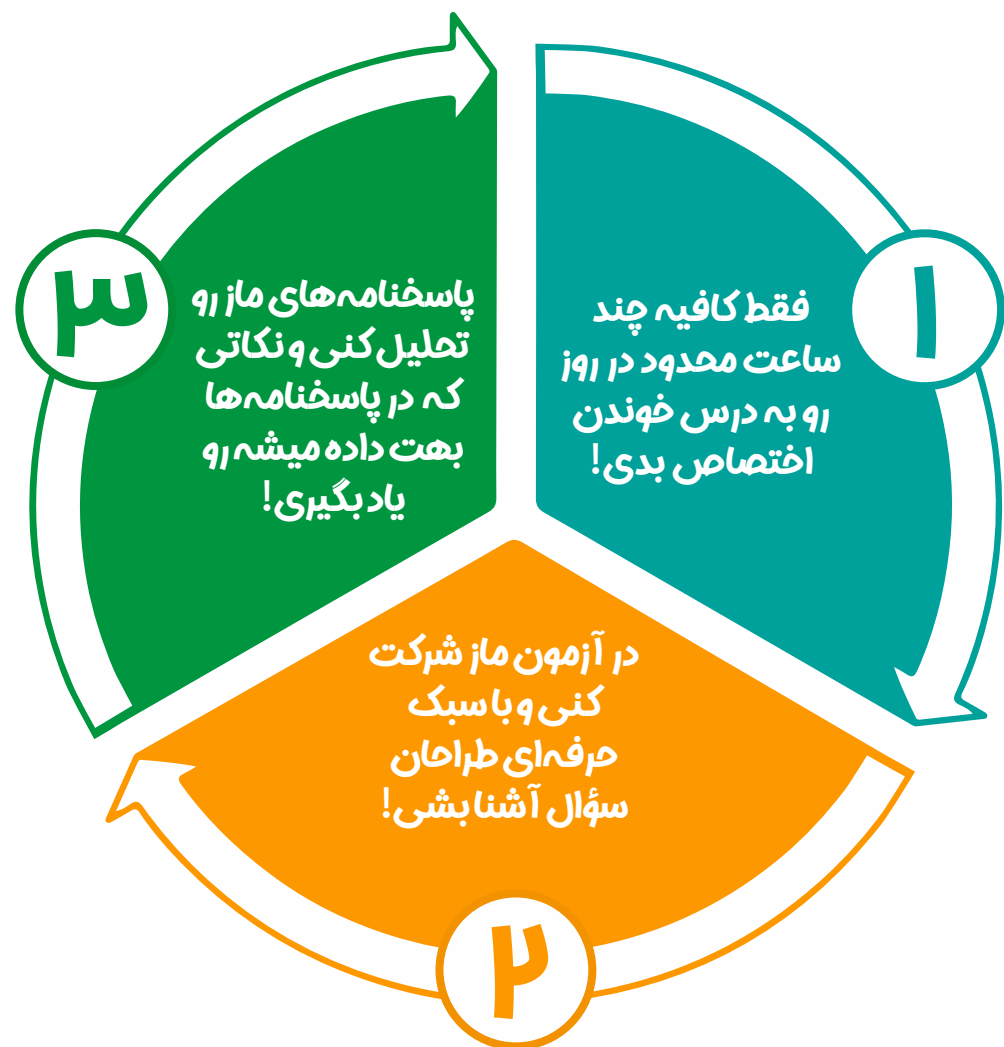 ۱
فقط کافیه چند
ساعت محدود در روز
رو به درس خوندن
اختصاص بدی!
۲
در آزمون ماز شرکت
کنی و با سبک
حرفه‌ای طراحان
سؤال آشنا بشی!
۳
پاسخنامه‌های ماز رو
تحلیل کنی و نکاتی
که در پاسخنامه‌ها
بهت داده میشه رو
یاد بگیری!